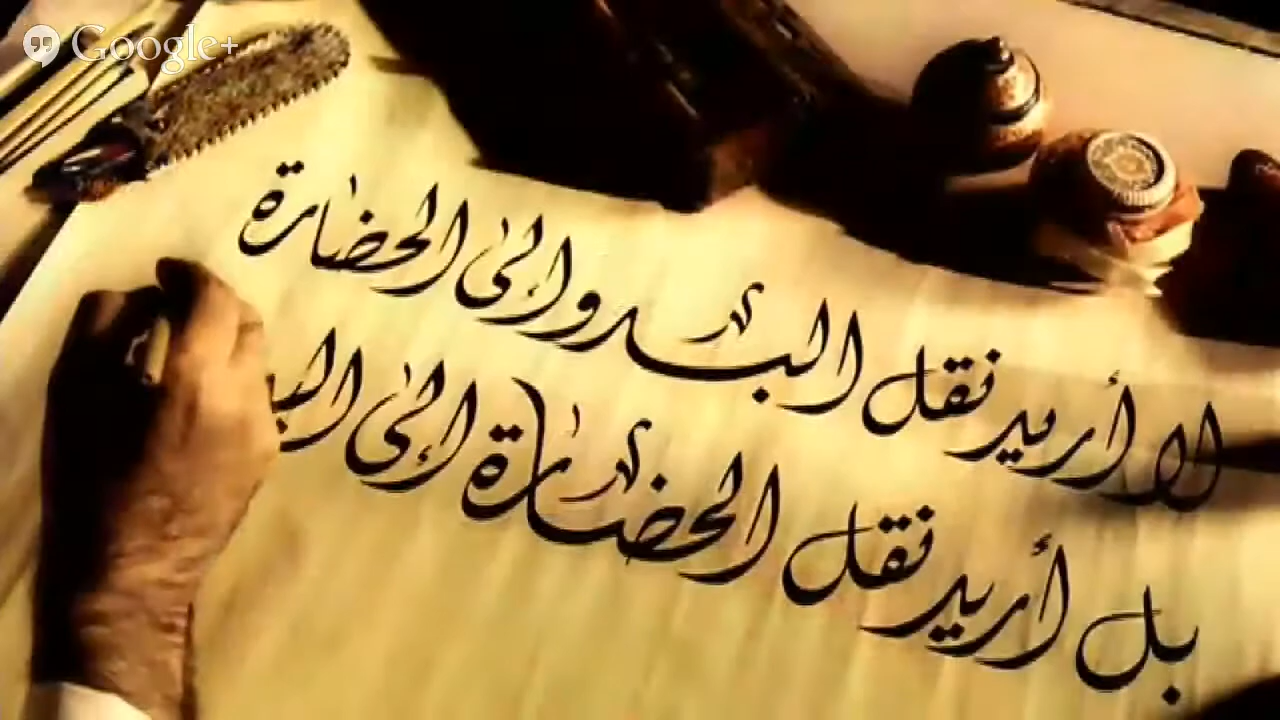 Google+
لا أريد نقل البدو إلى الحضارة
بل أريد نقل الحضارة إلى